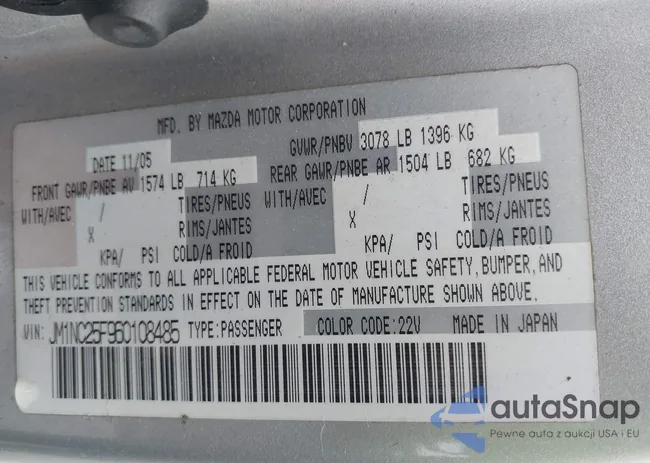 MFD. BY MAZDA MOTOR CORPORATION
DATE 11/05 GVWR/PNBV 3078 LB 1396 KG
FRONT GAWR/PNBE AV 1574 LB 714 KG REAR GAWR/PNBE AR 1504 LB 682 KG
WITH/AVEC / TIRES/PNEUS WITH/AVEC / TIRES/PNEUS
X RIMS/JANTES X RIMS/JANTES
KPA/ PSI COLD/A FROID KPA/ PSI COLD/A FROID
THIS VEHICLE CONFORMS TO ALL APPLICABLE FEDERAL MOTOR VEHICLE SAFETY, BUMPER, AND
THEFT PREVENTION STANDARDS IN EFFECT ON THE DATE OF MANUFACTURE SHOWN ABOVE.
VIN: JM1NC25F960108485 TYPE:PASSENGER COLOR CODE:22V MADE IN JAPAN
autaSnap
Pewne auta z aukcji USA i EU